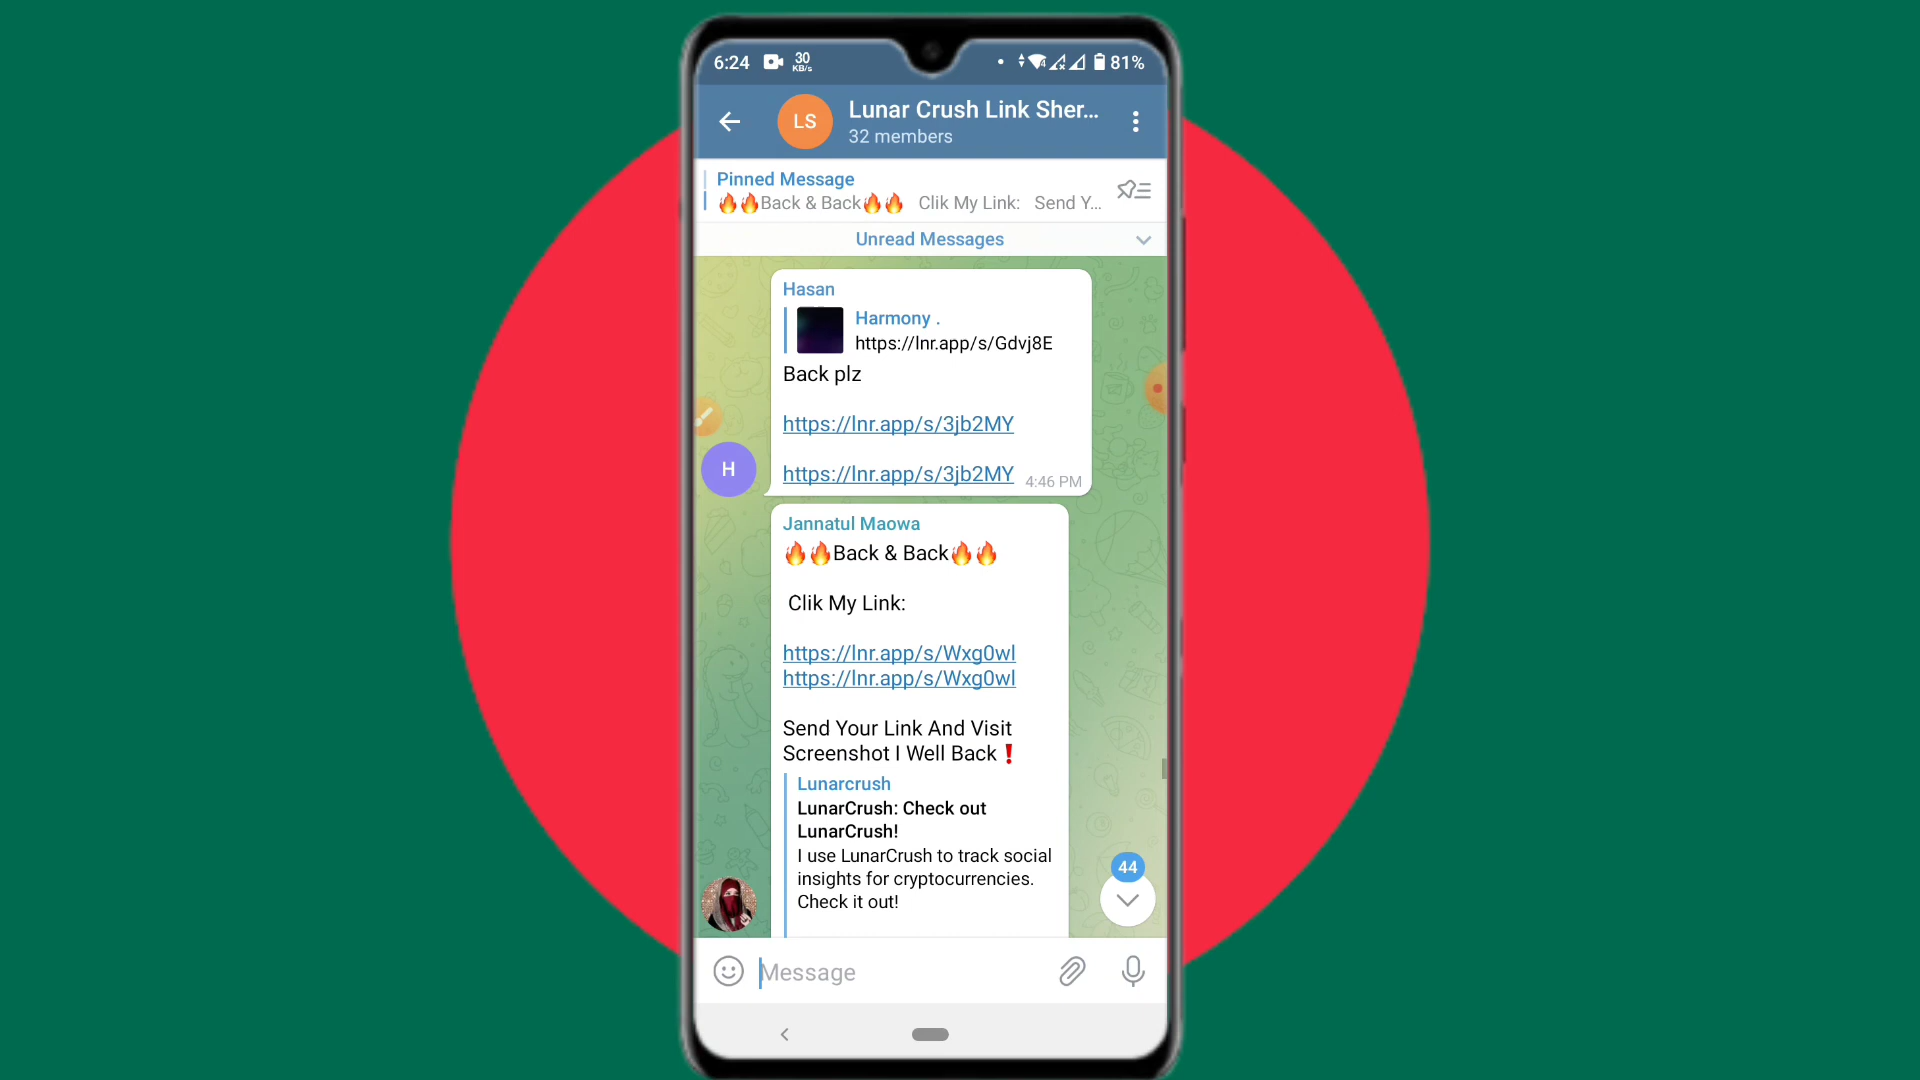 6:24
30
KB/s
81%
LS
Lunar Crush Link Sher...
32 members
Pinned Message
🔥🔥Back & Back🔥🔥 Clik My Link: Send Y...
Unread Messages
Hasan
Harmony .
https://lnr.app/s/Gdvj8E
Back plz
https://lnr.app/s/3jb2MY
H
https://lnr.app/s/3jb2MY
4:46 PM
Jannatul Maowa
🔥🔥Back & Back🔥🔥
Clik My Link:
https://lnr.app/s/Wxg0wl
https://lnr.app/s/Wxg0wl
Send Your Link And Visit
Screenshot I Well Back❗
Lunarcrush
LunarCrush: Check out
LunarCrush!
I use LunarCrush to track social
insights for cryptocurrencies.
Check it out!
44
Message